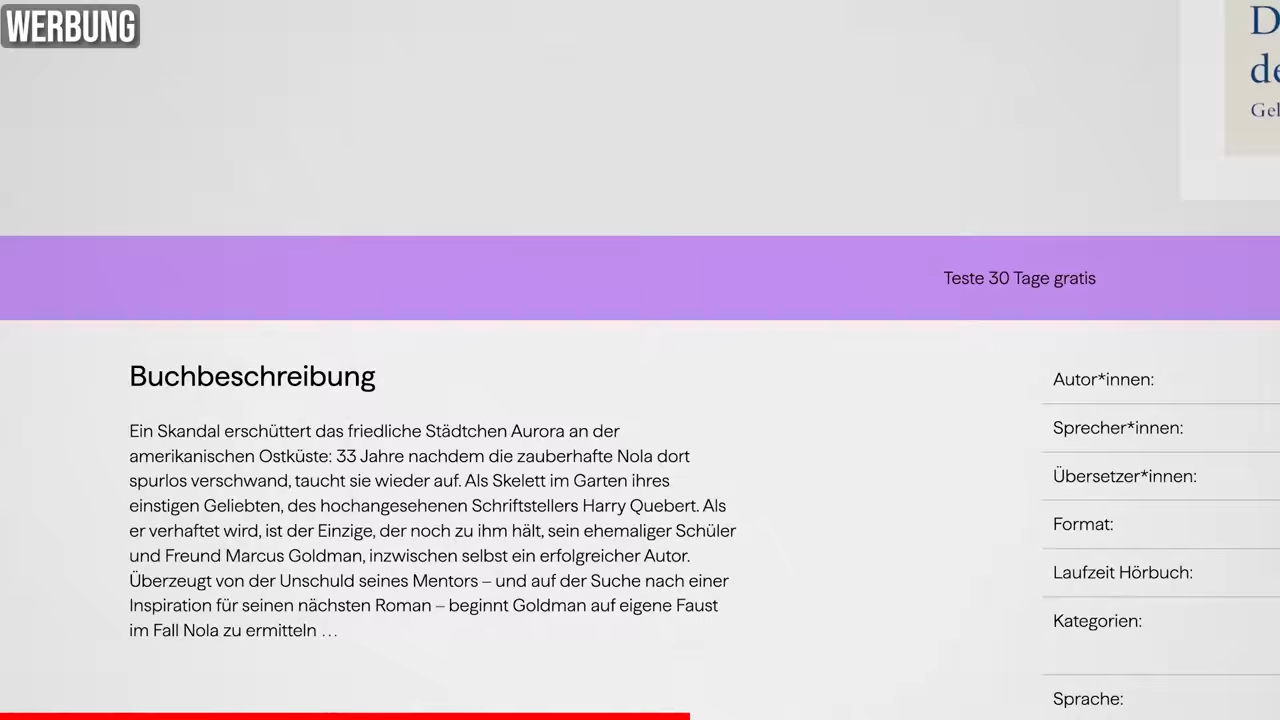 WERBUNG
D
de
Gel
Teste 30 Tage gratis
Buchbeschreibung
Ein Skandal erschüttert das friedliche Städtchen Aurora an der
amerikanischen Ostküste: 33 Jahre nachdem die zauberhafte Nola dort
spurlos verschwand, taucht sie wieder auf. Als Skelett im Garten ihres
einstigen Geliebten, des hochangesehenen Schriftstellers Harry Quebert. Als
er verhaftet wird, ist der Einzige, der noch zu ihm hält, sein ehemaliger Schüler
und Freund Marcus Goldman, inzwischen selbst ein erfolgreicher Autor.
Überzeugt von der Unschuld seines Mentors – und auf der Suche nach einer
Inspiration für seinen nächsten Roman – beginnt Goldman auf eigene Faust
im Fall Nola zu ermitteln …
Autor*innen:
Sprecher*innen:
Übersetzer*innen:
Format:
Laufzeit Hörbuch:
Kategorien:
Sprache: